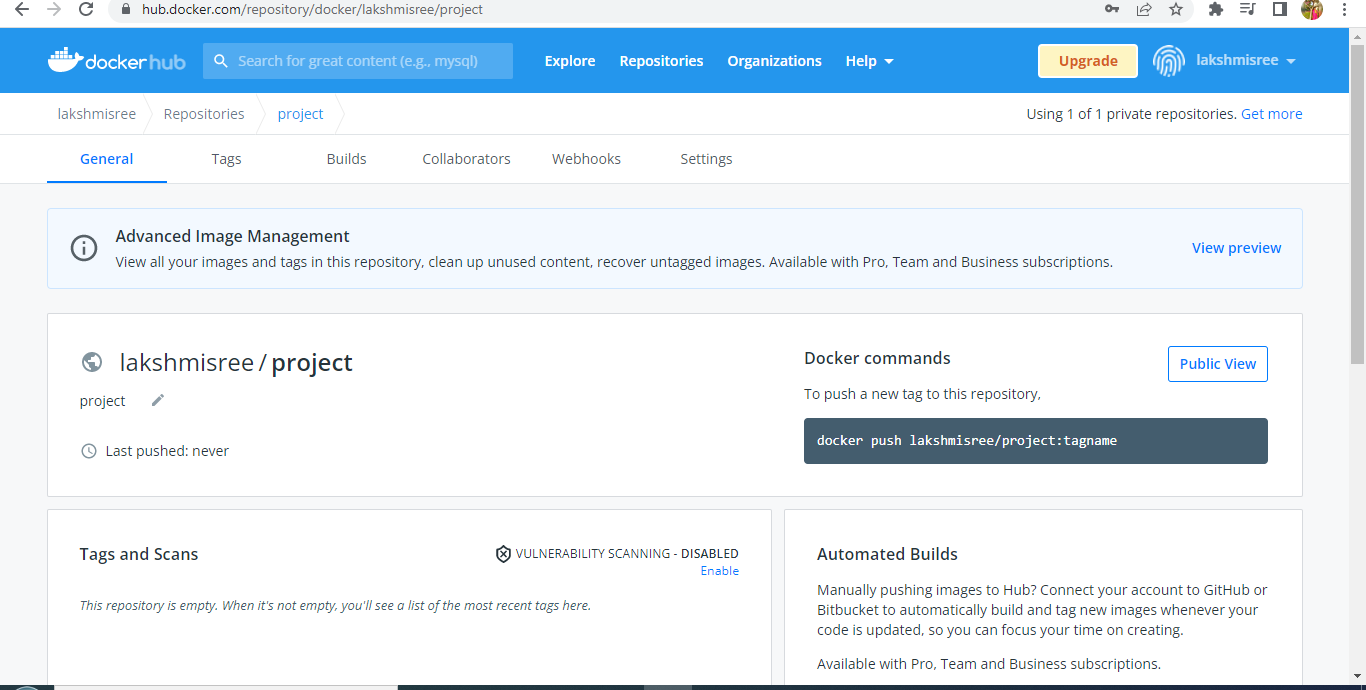 hub.docker.com/repository/docker/lakshmisree/project
dockerhub
Search for great content (e.g., mysql)
Explore
Repositories
Organizations
Help
Upgrade
lakshmisree
lakshmisree
Repositories
project
Using 1 of 1 private repositories. Get more
General
Tags
Builds
Collaborators
Webhooks
Settings
Advanced Image Management
View all your images and tags in this repository, clean up unused content, recover untagged images. Available with Pro, Team and Business subscriptions.
View preview
lakshmisree / project
project
Last pushed: never
Docker commands
Public View
To push a new tag to this repository,
docker push lakshmisree/project:tagname
Tags and Scans
VULNERABILITY SCANNING - DISABLED
Enable
This repository is empty. When it's not empty, you'll see a list of the most recent tags here.
Automated Builds
Manually pushing images to Hub? Connect your account to GitHub or
Bitbucket to automatically build and tag new images whenever your
code is updated, so you can focus your time on creating.
Available with Pro, Team and Business subscriptions.